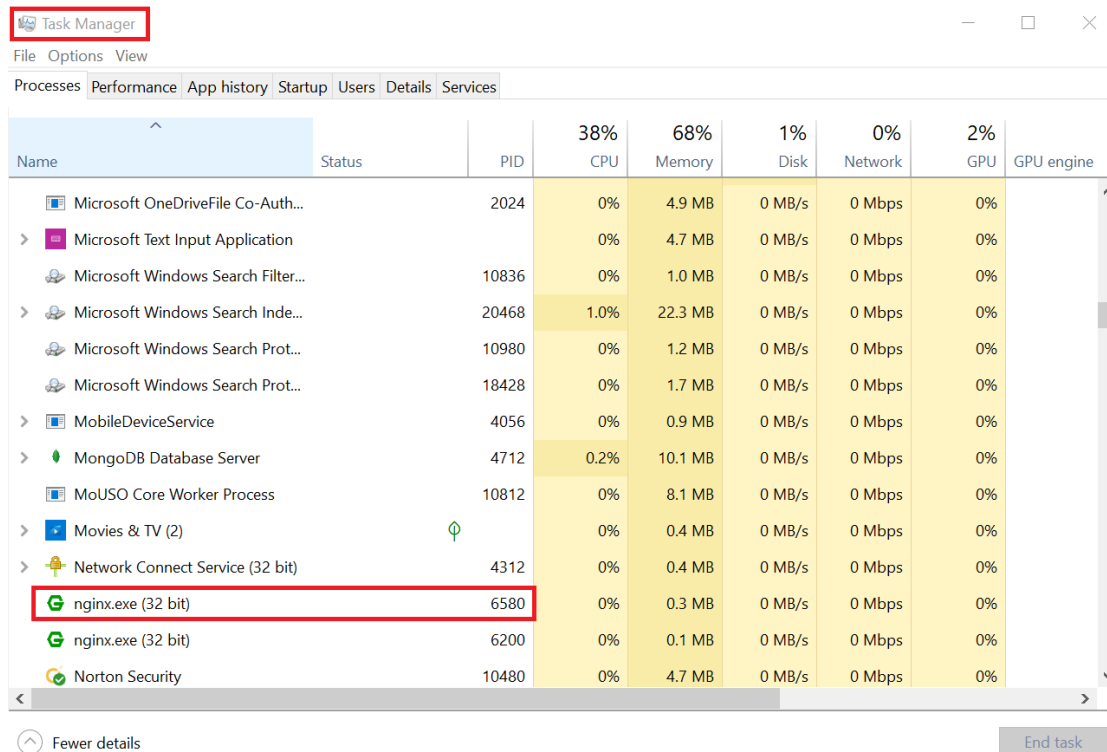 Task Manager
File Options View
Processes Performance App history Startup Users Details Services
38% 68% 1% 0% 2%
Name Status PID CPU Memory Disk Network GPU GPU engine
Microsoft OneDriveFile Co-Auth... 2024 0% 4.9 MB 0 MB/s 0 Mbps 0%
Microsoft Text Input Application 0% 4.7 MB 0 MB/s 0 Mbps 0%
Microsoft Windows Search Filter... 10836 0% 1.0 MB 0 MB/s 0 Mbps 0%
Microsoft Windows Search Inde... 20468 1.0% 22.3 MB 0 MB/s 0 Mbps 0%
Microsoft Windows Search Prot... 10980 0% 1.2 MB 0 MB/s 0 Mbps 0%
Microsoft Windows Search Prot... 18428 0% 1.7 MB 0 MB/s 0 Mbps 0%
MobileDeviceService 4056 0% 0.9 MB 0 MB/s 0 Mbps 0%
MongoDB Database Server 4712 0.2% 10.1 MB 0 MB/s 0 Mbps 0%
MoUSO Core Worker Process 10812 0% 8.1 MB 0 MB/s 0 Mbps 0%
Movies & TV (2) 0% 0.4 MB 0 MB/s 0 Mbps 0%
Network Connect Service (32 bit) 4312 0% 0.4 MB 0 MB/s 0 Mbps 0%
nginx.exe (32 bit) 6580 0% 0.3 MB 0 MB/s 0 Mbps 0%
nginx.exe (32 bit) 6200 0% 0.1 MB 0 MB/s 0 Mbps 0%
Norton Security 10480 0% 4.7 MB 0 MB/s 0 Mbps 0%
Fewer details End task